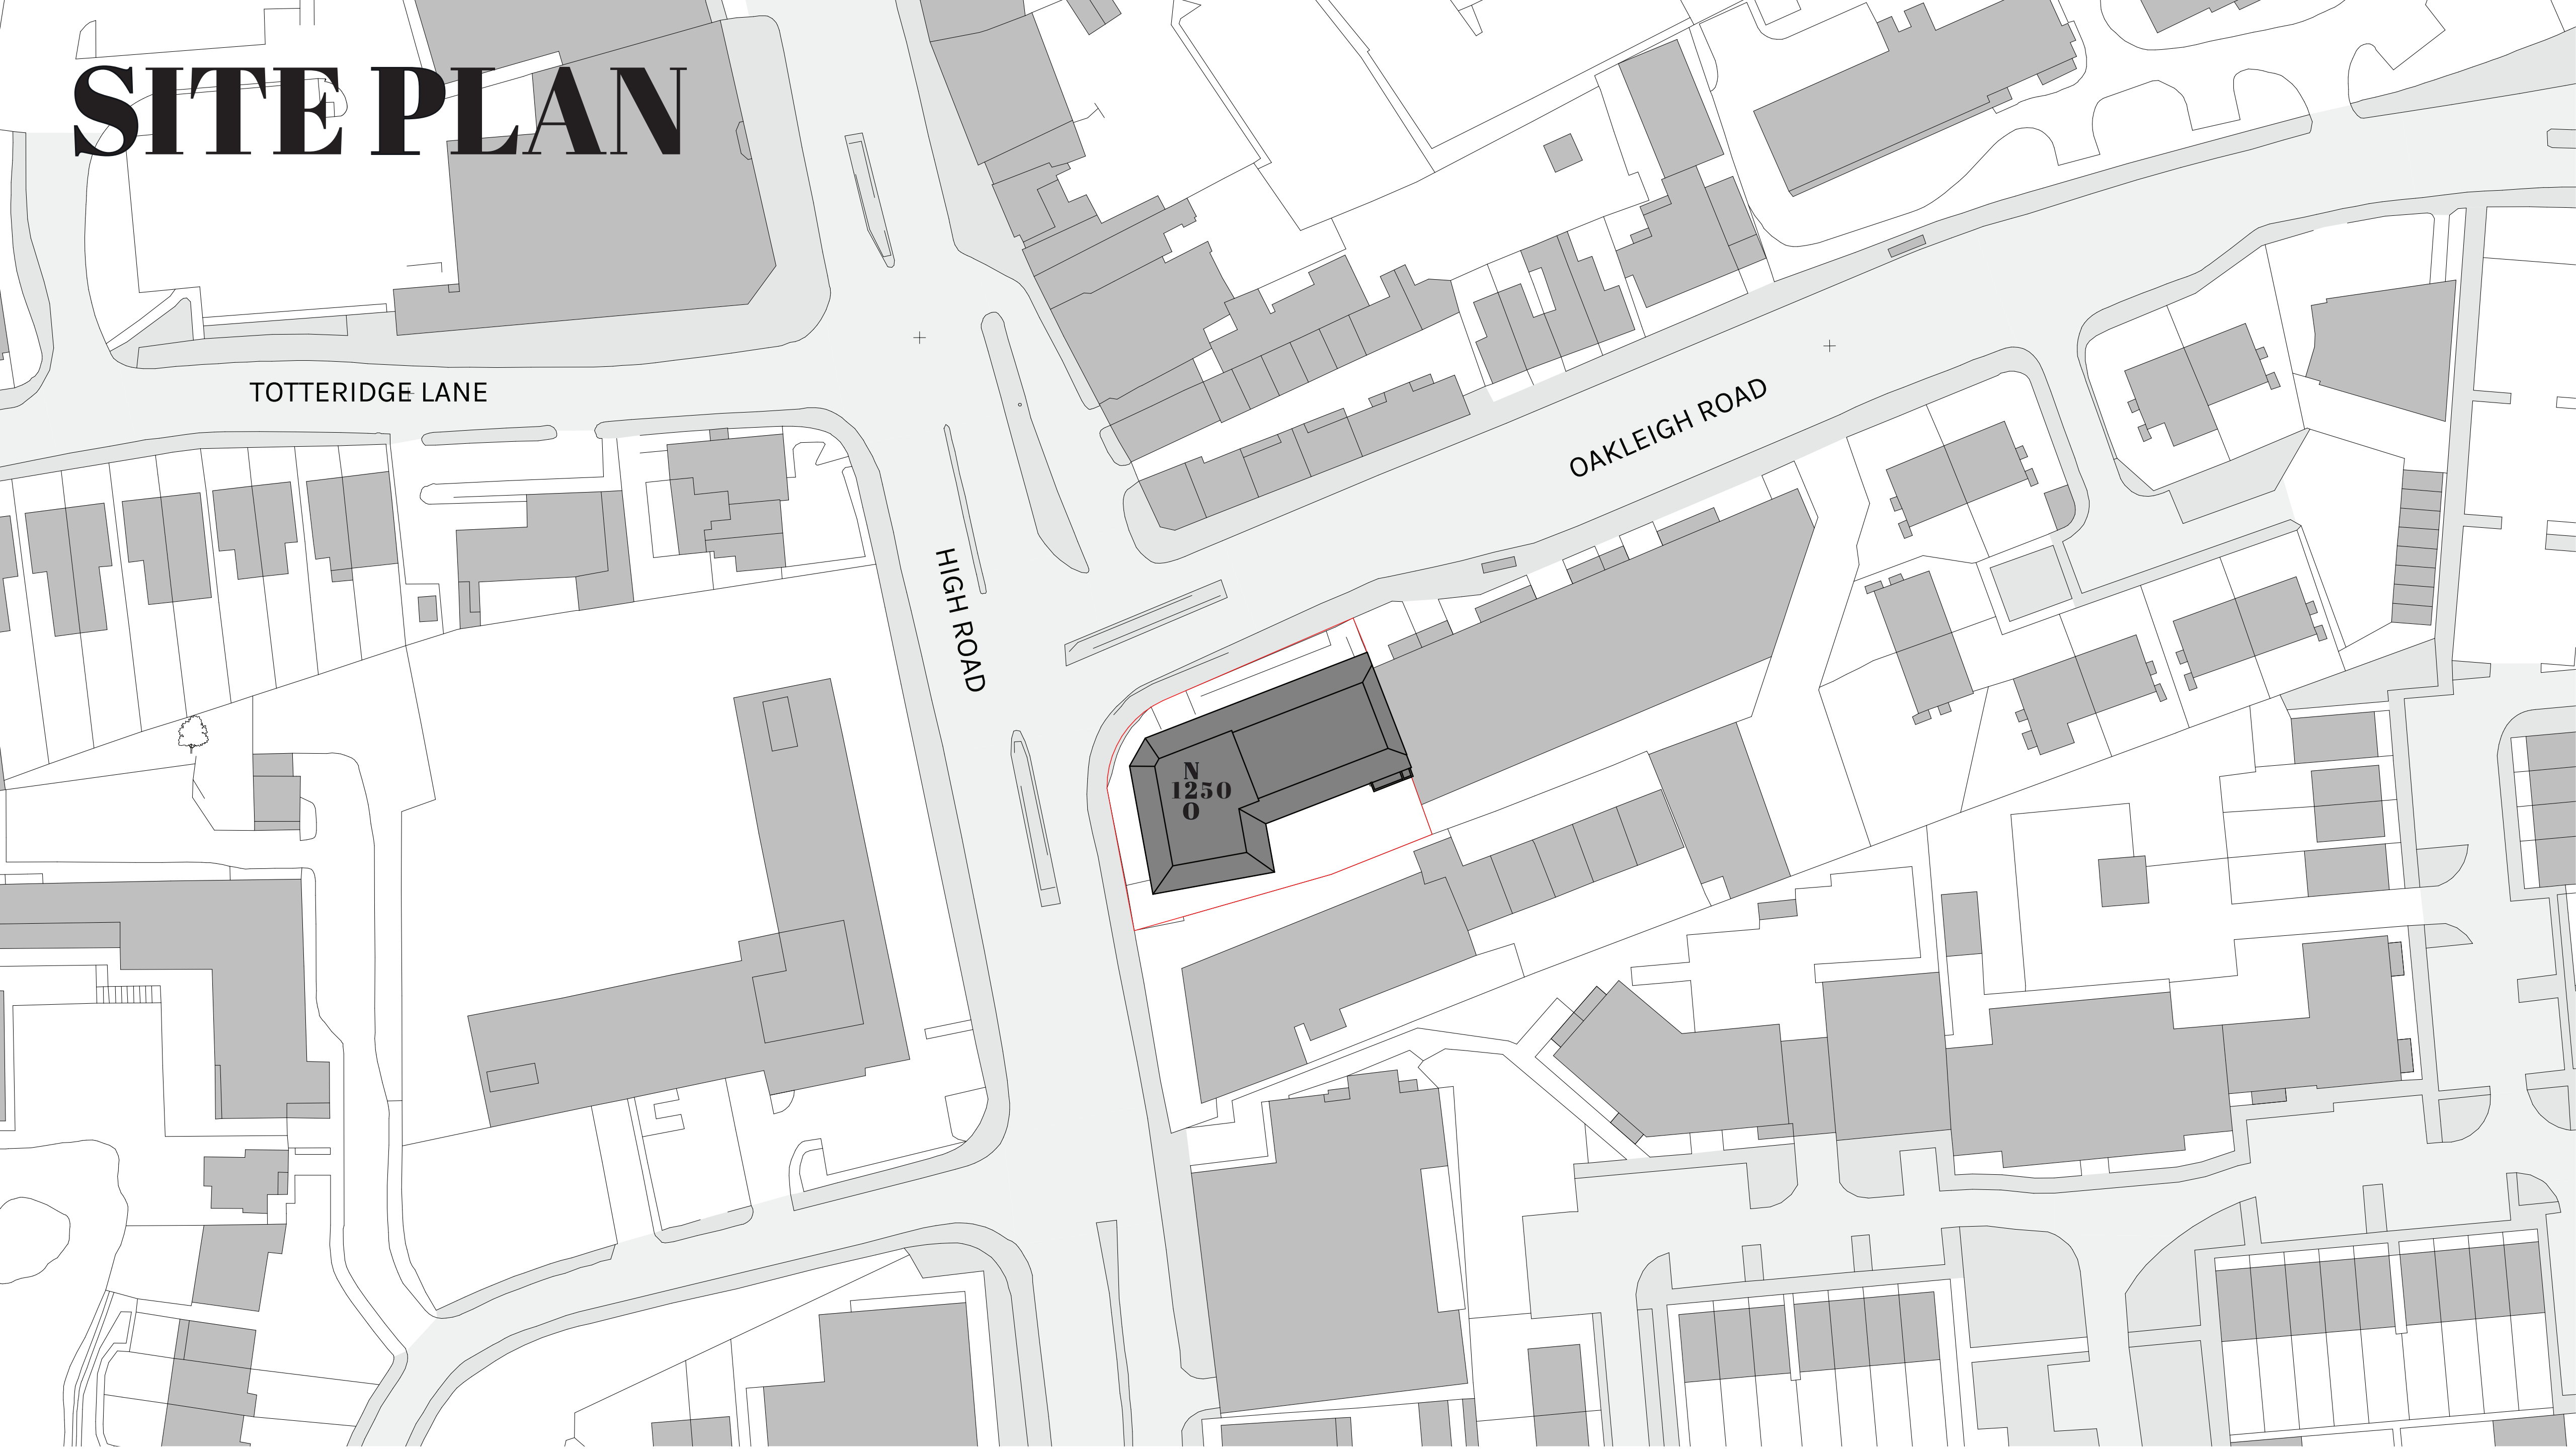 SITE PLAN
TOTTERIDGE LANE
OAKLEIGH ROAD
HIGH ROAD
N
1250
O